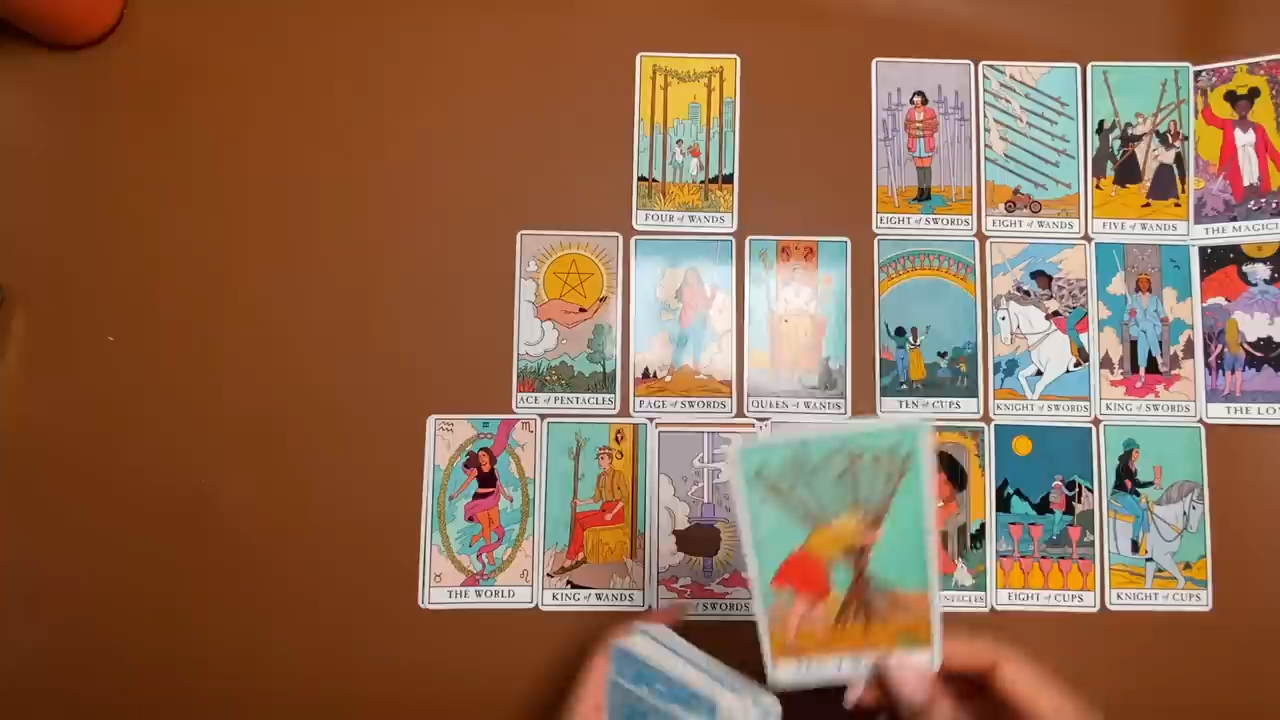 FOUR of WANDS
EIGHT of SWORDS
EIGHT of WANDS
FIVE of WANDS
THE MAGICI
ACE of PENTACLES
PAGE of SWORDS
QUEEN of WANDS
TEN of CUPS
KNIGHT of SWORDS
KING of SWORDS
THE LO
THE WORLD
KING of WANDS
of SWORDS
ENTACLES
EIGHT of CUPS
KNIGHT of CUPS